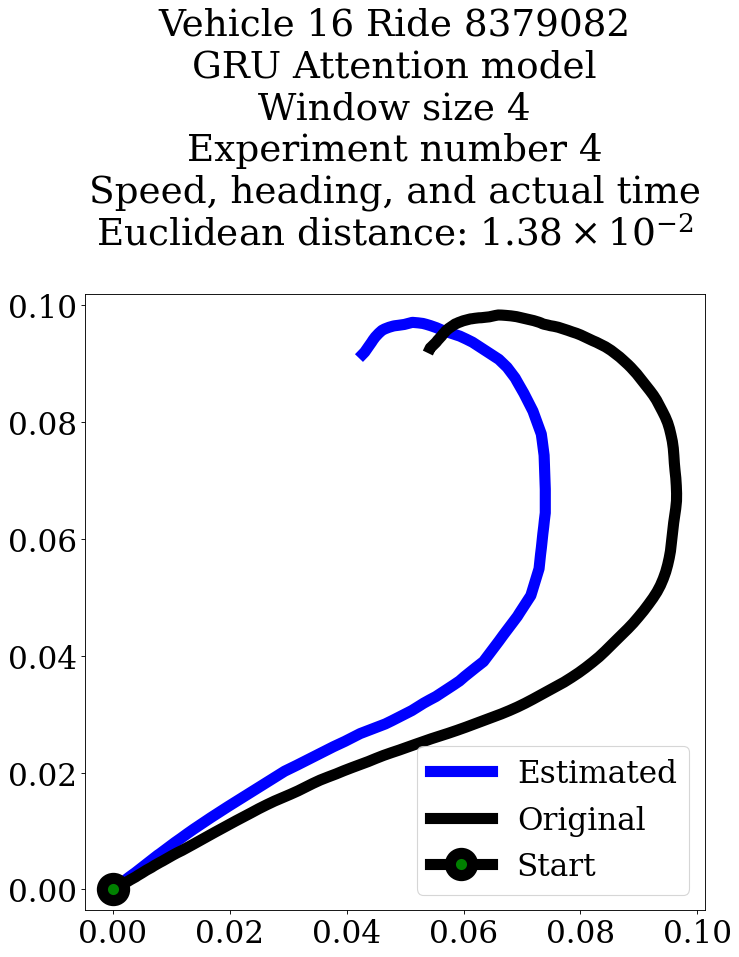 Vehicle 16 Ride 8379082
GRU Attention model
Window size 4
Experiment number 4
Speed, heading, and actual time
Euclidean distance: 1.38 × 10⁻²
0.10
0.08
0.06
0.04
0.02
0.00
Estimated
Original
Start
0.00 0.02 0.04 0.06 0.08 0.10